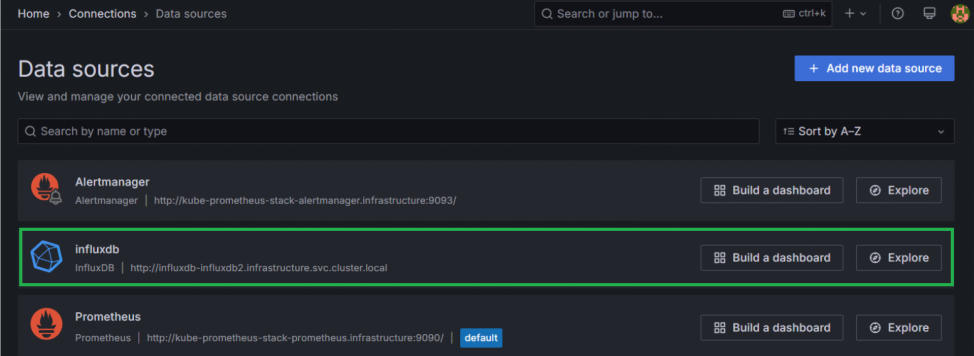 Home > Connections > Data sources
Search or jump to... ctrl+k
Data sources
+ Add new data source
View and manage your connected data source connections
Search by name or type
Sort by A–Z
Alertmanager
Alertmanager | http://kube-prometheus-stack-alertmanager.infrastructure:9093/
Build a dashboard
Explore
influxdb
InfluxDB | http://influxdb-influxdb2.infrastructure.svc.cluster.local
Build a dashboard
Explore
Prometheus
Prometheus | http://kube-prometheus-stack-prometheus.infrastructure:9090/ | default
Build a dashboard
Explore